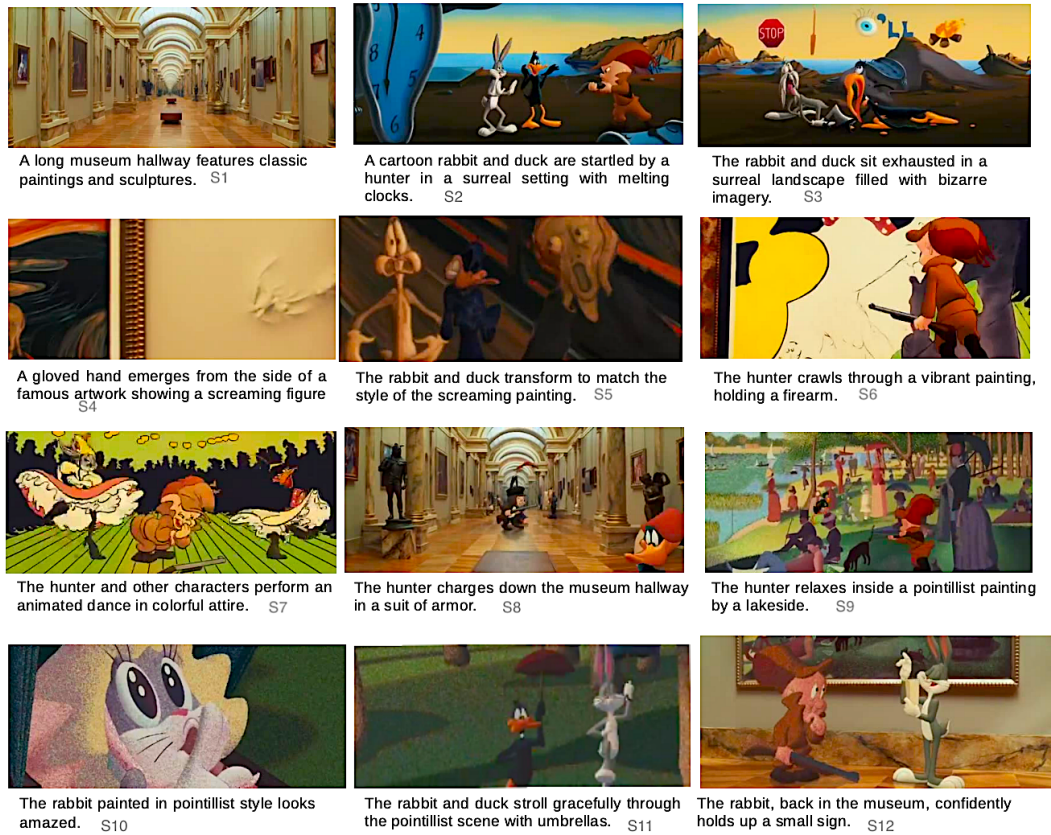 8
4
7
5
6
STOP
'LL
A long museum hallway features classic
paintings and sculptures. S1
A cartoon rabbit and duck are startled by a
hunter in a surreal setting with melting
clocks. S2
The rabbit and duck sit exhausted in a
surreal landscape filled with bizarre
imagery. S3
A gloved hand emerges from the side of a
famous artwork showing a screaming figure
S4
The rabbit and duck transform to match the
style of the screaming painting. S5
The hunter crawls through a vibrant painting,
holding a firearm. S6
The hunter and other characters perform an
animated dance in colorful attire. S7
The hunter charges down the museum hallway
in a suit of armor. S8
The hunter relaxes inside a pointillist painting
by a lakeside. S9
The rabbit painted in pointillist style looks
amazed. S10
The rabbit and duck stroll gracefully through
the pointillist scene with umbrellas. S11
The rabbit, back in the museum, confidently
holds up a small sign. S12